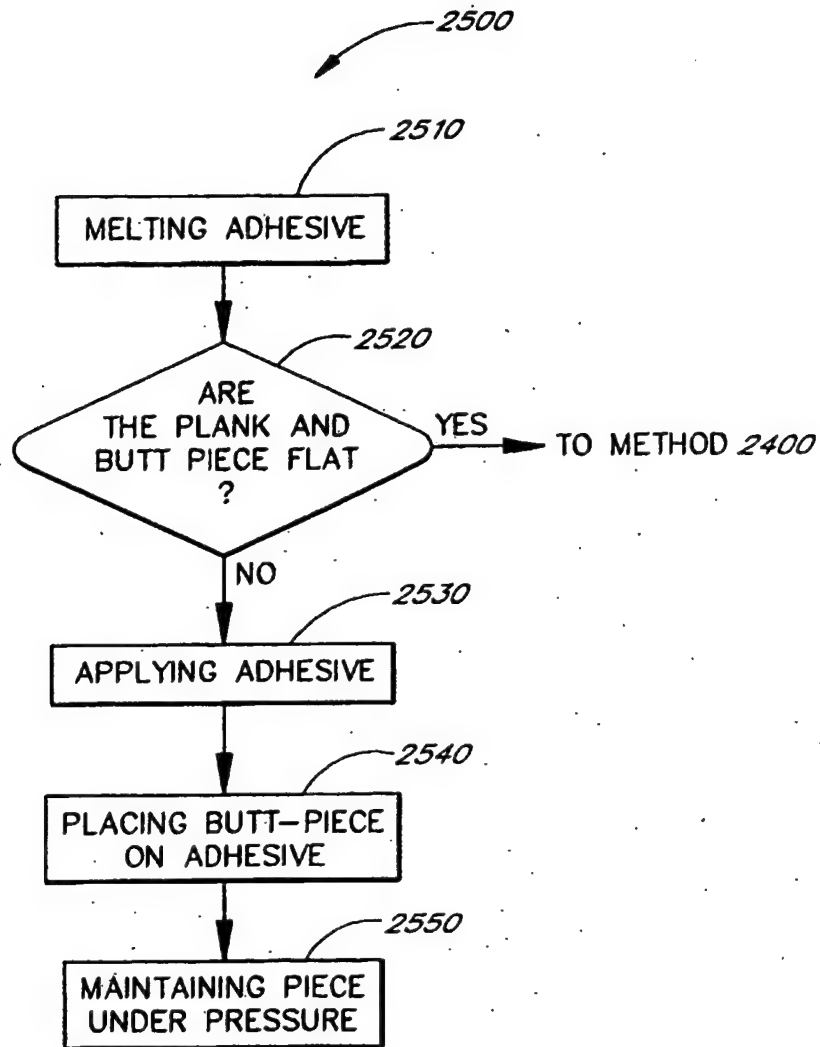 2500
2510
MELTING ADHESIVE
2520
ARE
THE PLANK AND
BUTT PIECE FLAT
?
YES
TO METHOD 2400
NO
2530
APPLYING ADHESIVE
2540
PLACING BUTT-PIECE
ON ADHESIVE
2550
MAINTAINING PIECE
UNDER PRESSURE